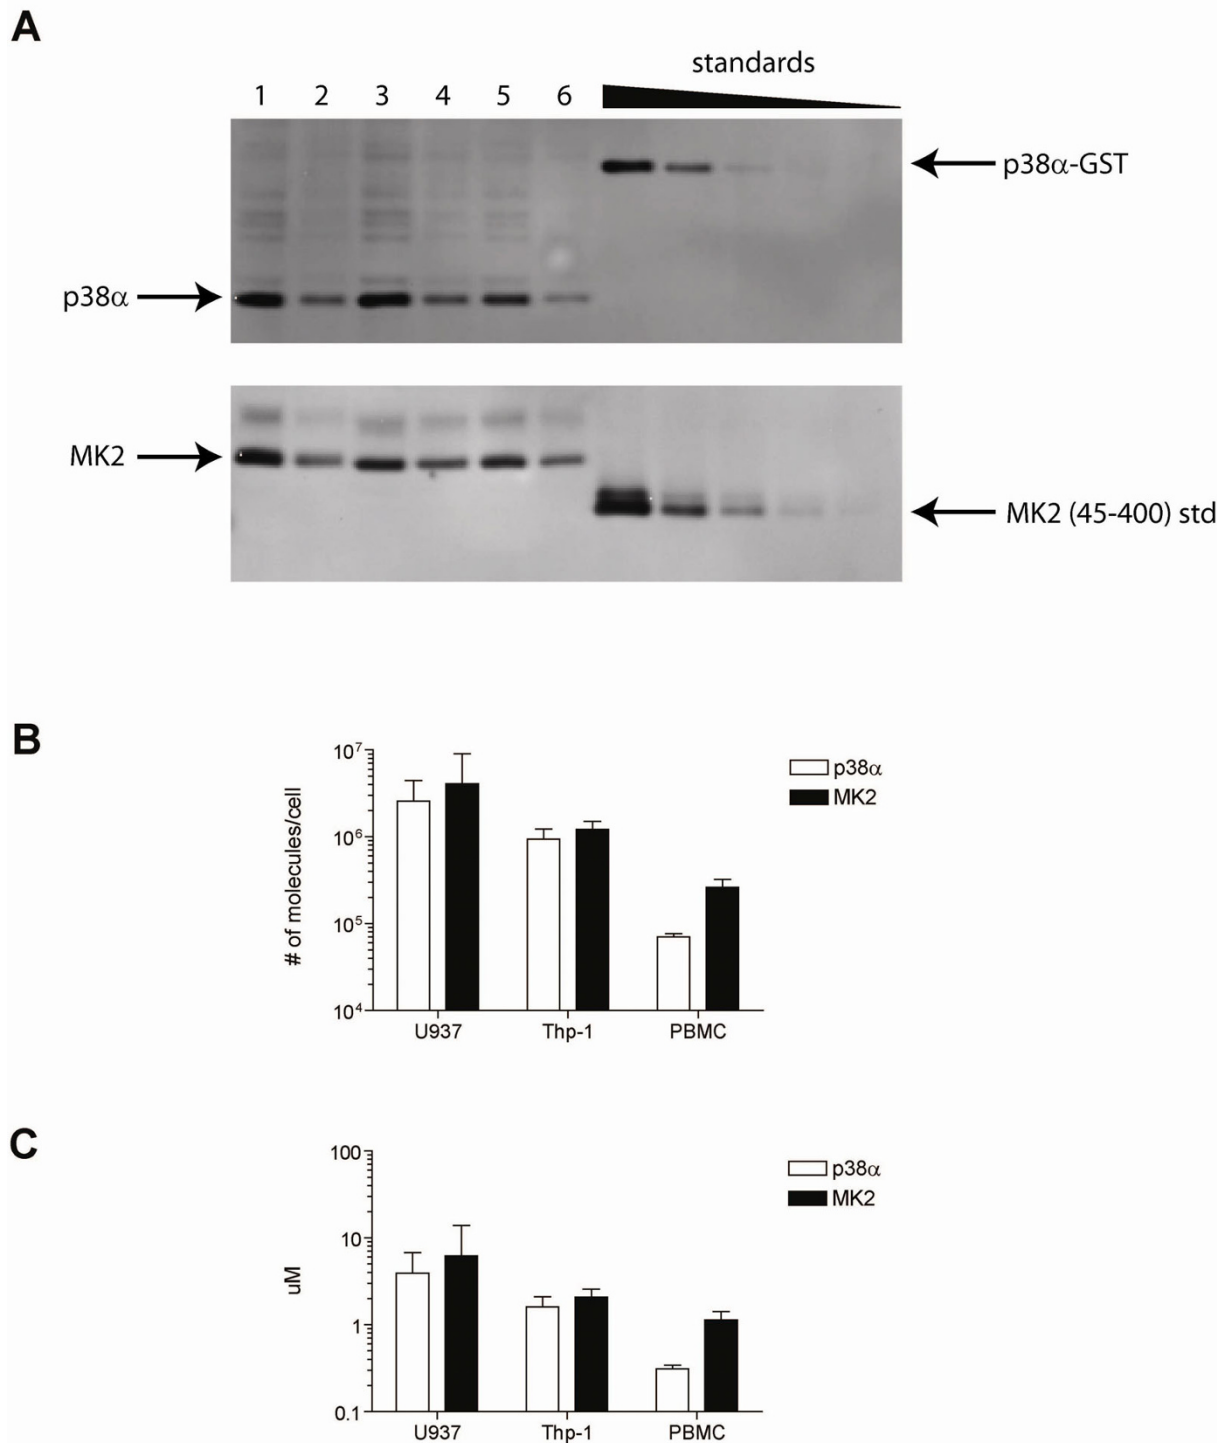 A
standards
1 2 3 4 5 6
p38α-GST
p38α
MK2
MK2 (45-400) std
B
10⁷
10⁶
10⁵
10⁴
# of molecules/cell
p38α
MK2
U937 Thp-1 PBMC
C
100
10
1
0.1
uM
p38α
MK2
U937 Thp-1 PBMC